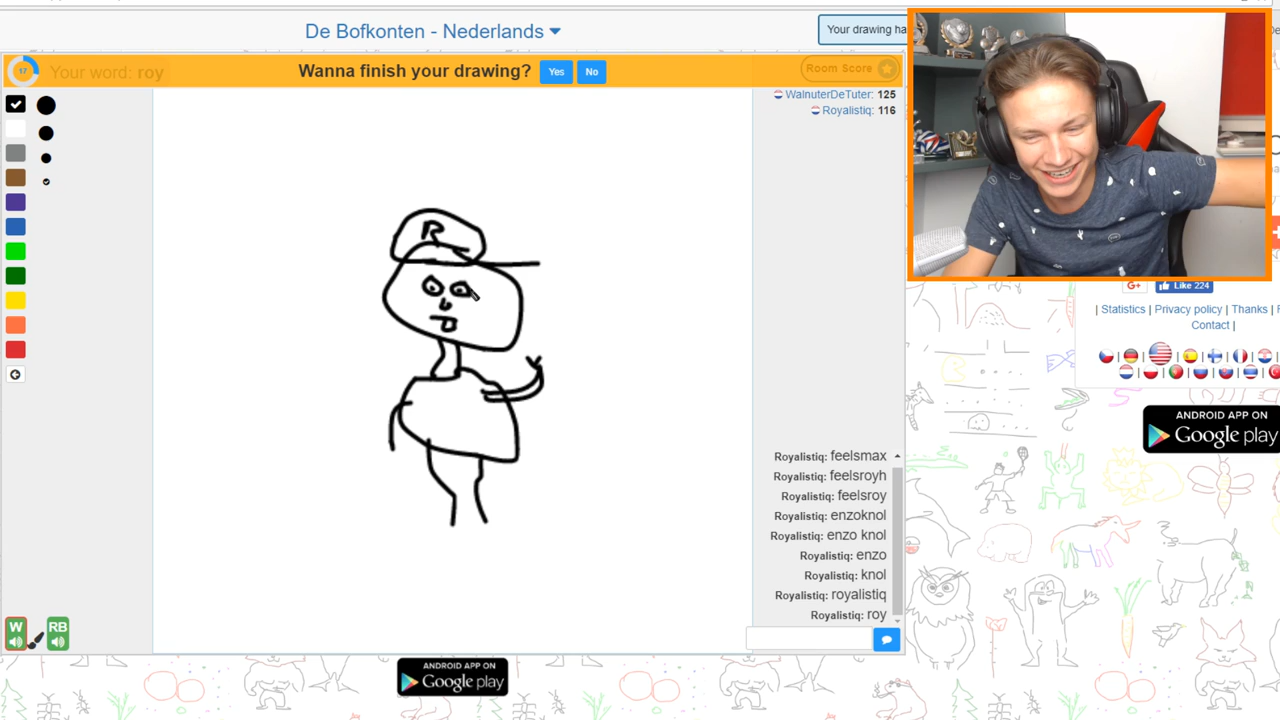 De Bofkonten - Nederlands
Your drawing ha
17
Your word: roy
Wanna finish your drawing?
Yes
No
Room Score
WalnuterDeTuter: 125
Royalistiq: 116
R
G+
Like 224
| Statistics | Privacy policy | Thanks |
Contact |
ANDROID APP ON
Google play
Royalistiq: feelsmax
Royalistiq: feelsroyh
Royalistiq: feelsroy
Royalistiq: enzoknol
Royalistiq: enzo knol
Royalistiq: enzo
Royalistiq: knol
Royalistiq: royalistiq
Royalistiq: roy
W
RB
ANDROID APP ON
Google play